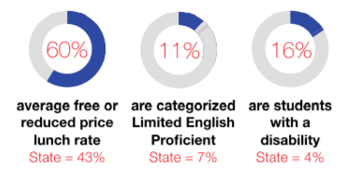 60%
11%
16%
average free or
reduced price
lunch rate
State = 43%
are categorized
Limited English
Proficient
State = 7%
are students
with a
disability
State = 4%